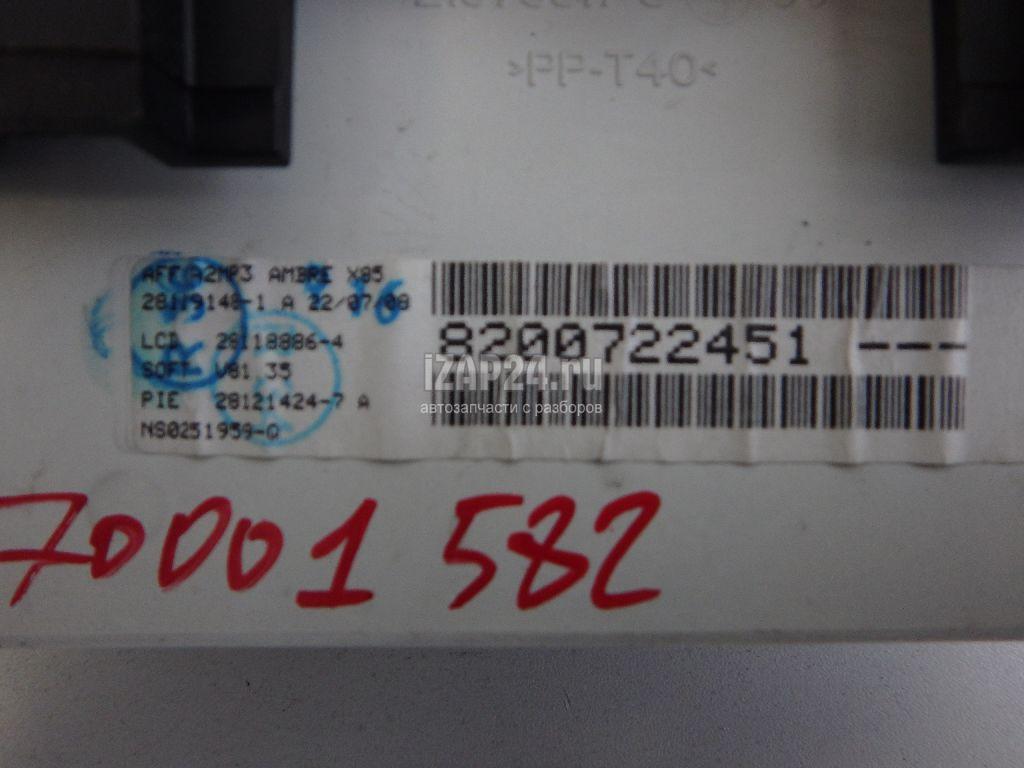 >PP-T40<
AFF A2MP3 AMBRE X85
28119148-1 A 22/07/08
LCD 28118886-4
SOFT V81.35
PIE 28121424-7 A
NS0251959-Q
8200722451 ---
iZAP24.ru
автозапчасти с разборов
70001 582